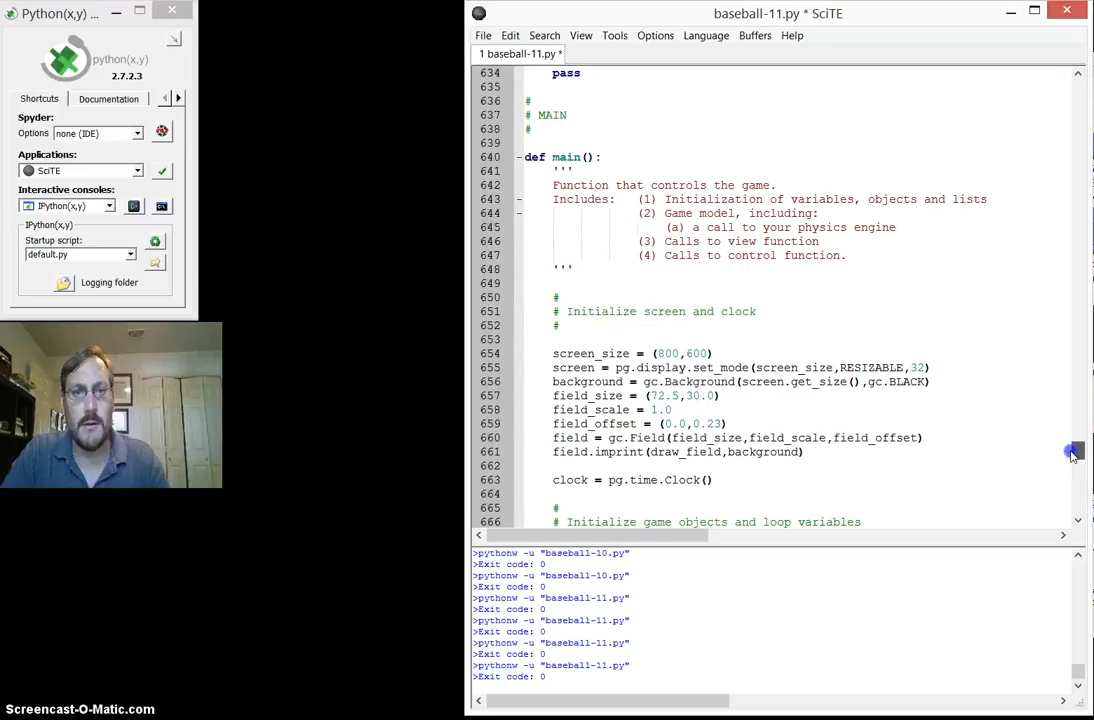 Python(x,y) ...
python(x,y)
2.7.2.3
Shortcuts
Documentation
Spyder:
Options
none (IDE)
Applications:
SciTE
Interactive consoles:
IPython(x,y)
IPython(x,y)
Startup script:
default.py
Logging folder
baseball-11.py * SciTE
File Edit Search View Tools Options Language Buffers Help
1 baseball-11.py *
634 pass
635
636 #
637 # MAIN
638 #
639
640 def main():
641 '''
642 Function that controls the game.
643 Includes: (1) Initialization of variables, objects and lists
644 (2) Game model, including:
645 (a) a call to your physics engine
646 (3) Calls to view function
647 (4) Calls to control function.
648 '''
649
650 #
651 # Initialize screen and clock
652 #
653
654 screen_size = (800,600)
655 screen = pg.display.set_mode(screen_size,RESIZABLE,32)
656 background = gc.Background(screen.get_size(),gc.BLACK)
657 field_size = (72.5,30.0)
658 field_scale = 1.0
659 field_offset = (0.0,0.23)
660 field = gc.Field(field_size,field_scale,field_offset)
661 field.imprint(draw_field,background)
662
663 clock = pg.time.Clock()
664
665 #
666 # Initialize game objects and loop variables
>pythonw -u "baseball-10.py"
>Exit code: 0
>pythonw -u "baseball-10.py"
>Exit code: 0
>pythonw -u "baseball-11.py"
>Exit code: 0
>pythonw -u "baseball-11.py"
>Exit code: 0
>pythonw -u "baseball-11.py"
>Exit code: 0
>pythonw -u "baseball-11.py"
>Exit code: 0
Screencast-O-Matic.com